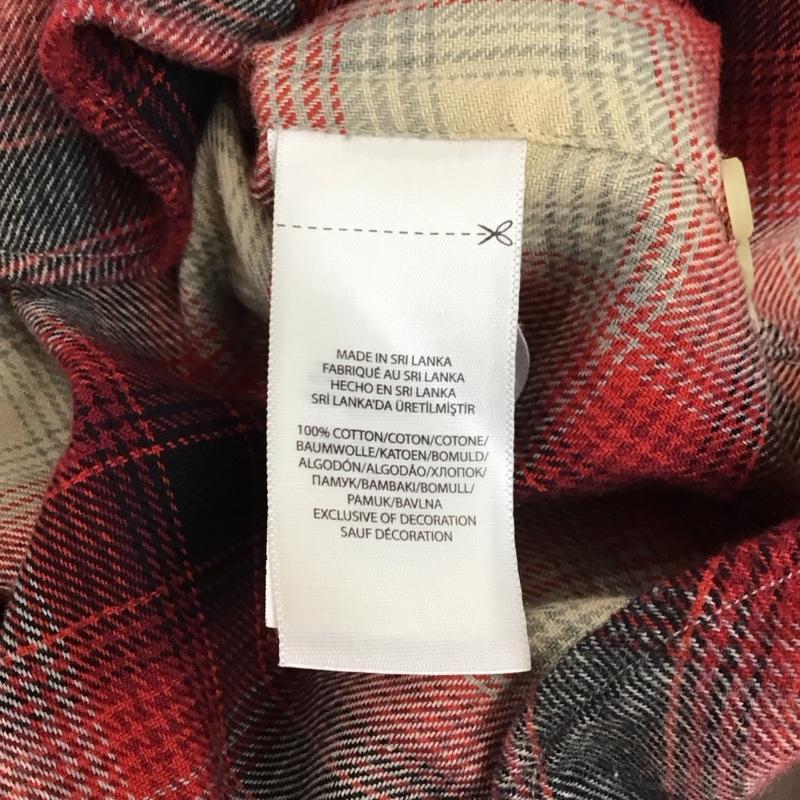 MADE IN SRI LANKA
FABRIQUÉ AU SRI LANKA
HECHO EN SRI LANKA
SRİ LANKA'DA ÜRETİLMİŞTİR
100% COTTON/COTON/COTONE/
BAUMWOLLE/KATOEN/BOMULD/
ALGODÓN/ALGODÃO/ХЛОПОК/
ПАМУК/BAMBAKI/BOMULL/
PAMUK/BAVLNA
EXCLUSIVE OF DECORATION
SAUF DÉCORATION